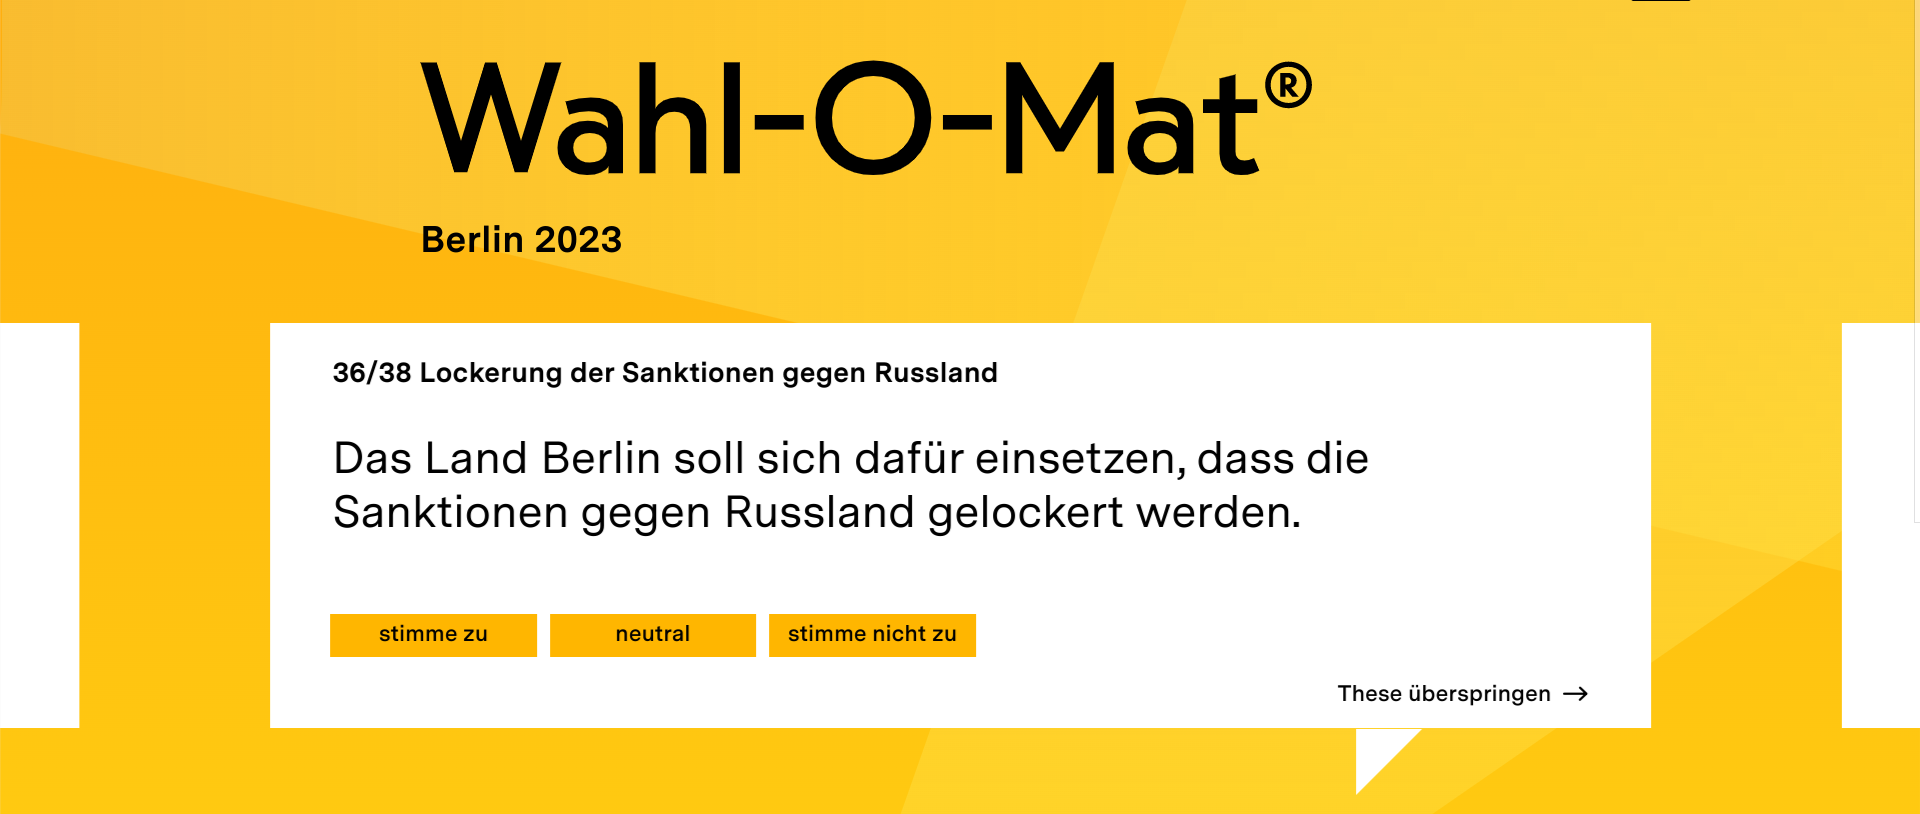 Wahl-O-Mat®
Berlin 2023
36/38 Lockerung der Sanktionen gegen Russland
Das Land Berlin soll sich dafür einsetzen, dass die
Sanktionen gegen Russland gelockert werden.
stimme zu
neutral
stimme nicht zu
These überspringen →